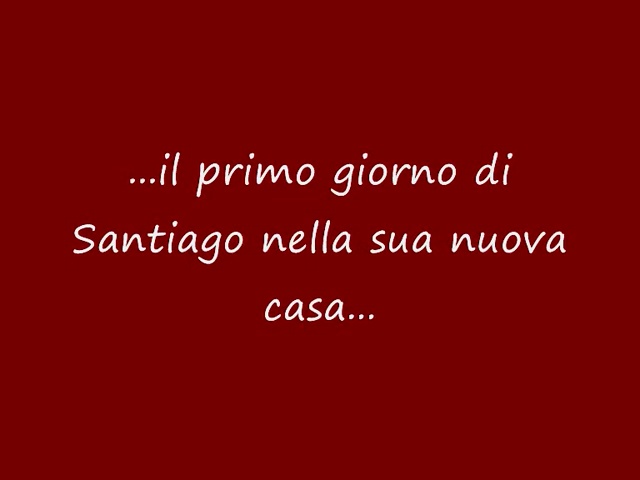 ...il primo giorno di
Santiago nella sua nuova
casa...